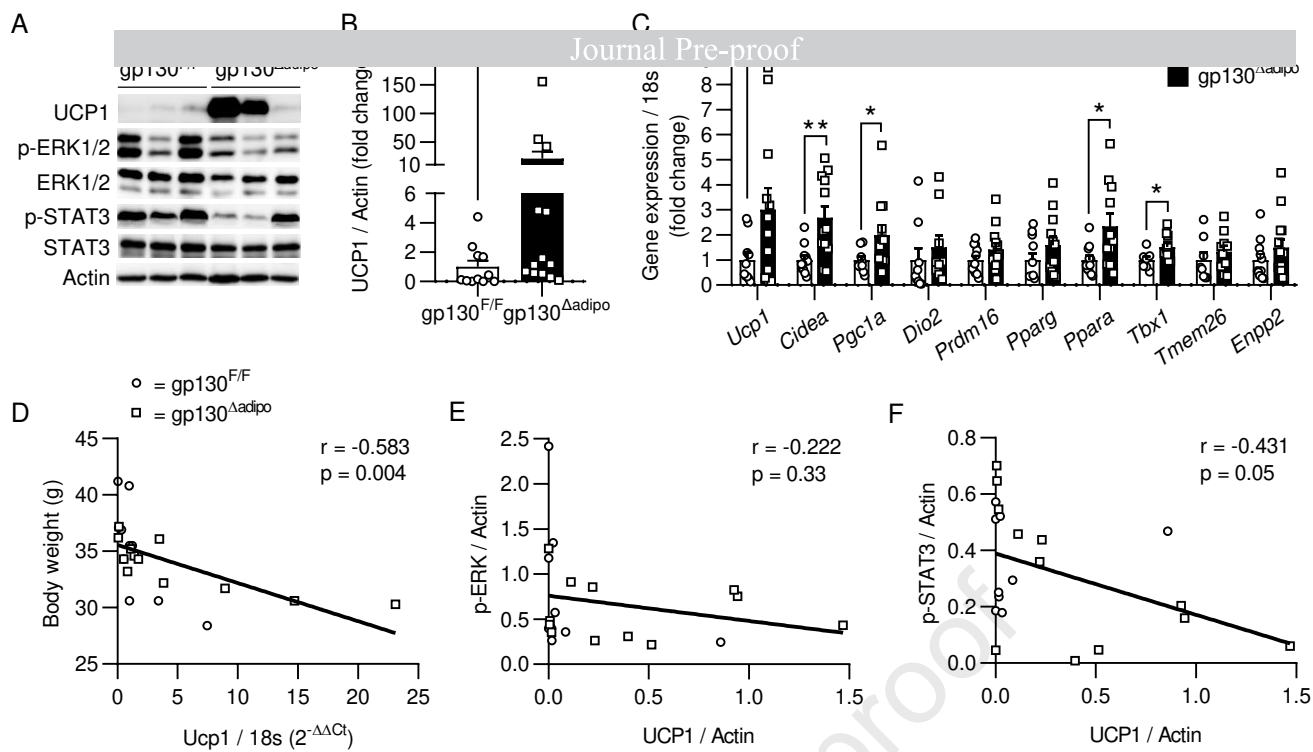 A
B
C
Journal Pre-proof
gp130F/F gp130Δadipo
UCP1
p-ERK1/2
ERK1/2
p-STAT3
STAT3
Actin
UCP1 / Actin (fold change
150
100
50
10
6
4
2
0
gp130F/F gp130Δadipo
gp130Δadipo
Gene expression / 18s
(fold change)
8
7
6
5
4
3
2
1
0
** * * *
Ucp1 Cidea Pgc1a Dio2 Prdm16 Pparg Ppara Tbx1 Tmem26 Enpp2
= gp130F/F
= gp130Δadipo
D
r = -0.583
p = 0.004
Body weight (g)
45
40
35
30
25
0 5 10 15 20 25
Ucp1 / 18s (2-ΔΔCt)
E
r = -0.222
p = 0.33
p-ERK / Actin
2.5
2.0
1.5
1.0
0.5
0.0
0.0 0.5 1.0 1.5
UCP1 / Actin
F
r = -0.431
p = 0.05
p-STAT3 / Actin
0.8
0.6
0.4
0.2
0.0
0.0 0.5 1.0 1.5
UCP1 / Actin
proof